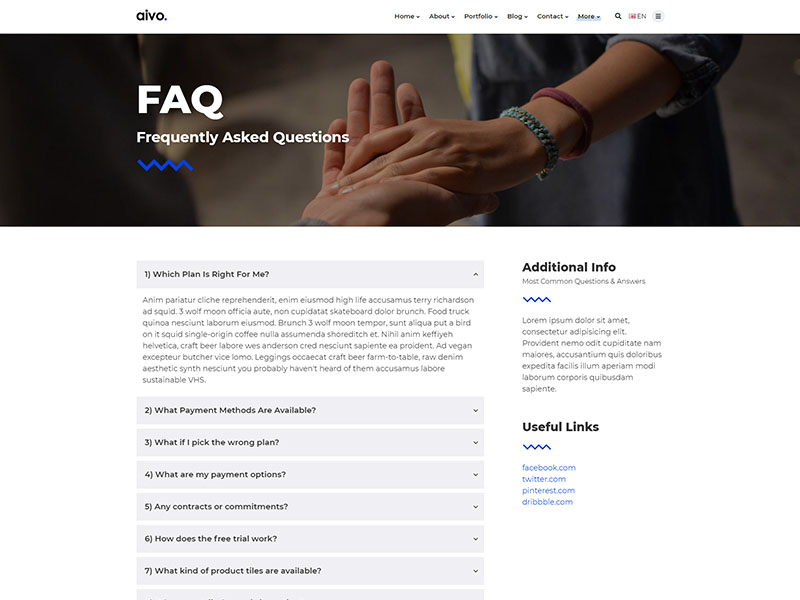 aivo.
Home
About
Portfolio
Blog
Contact
More
EN
FAQ
Frequently Asked Questions
1) Which Plan Is Right For Me?
Anim pariatur cliche reprehenderit, enim eiusmod high life accusamus terry richardson
ad squid. 3 wolf moon officia aute, non cupidatat skateboard dolor brunch. Food truck
quinoa nesciunt laborum eiusmod. Brunch 3 wolf moon tempor, sunt aliqua put a bird
on it squid single-origin coffee nulla assumenda shoreditch et. Nihil anim keffiyeh
helvetica, craft beer labore wes anderson cred nesciunt sapiente ea proident. Ad vegan
excepteur butcher vice lomo. Leggings occaecat craft beer farm-to-table, raw denim
aesthetic synth nesciunt you probably haven't heard of them accusamus labore
sustainable VHS.
2) What Payment Methods Are Available?
3) What if I pick the wrong plan?
4) What are my payment options?
5) Any contracts or commitments?
6) How does the free trial work?
7) What kind of product tiles are available?
Additional Info
Most Common Questions & Answers
Lorem ipsum dolor sit amet,
consectetur adipisicing elit.
Provident nemo odit cupiditate nam
maiores, accusantium quis doloribus
expedita facilis illum aperiam modi
laborum corporis quibusdam
sapiente.
Useful Links
facebook.com
twitter.com
pinterest.com
dribbble.com